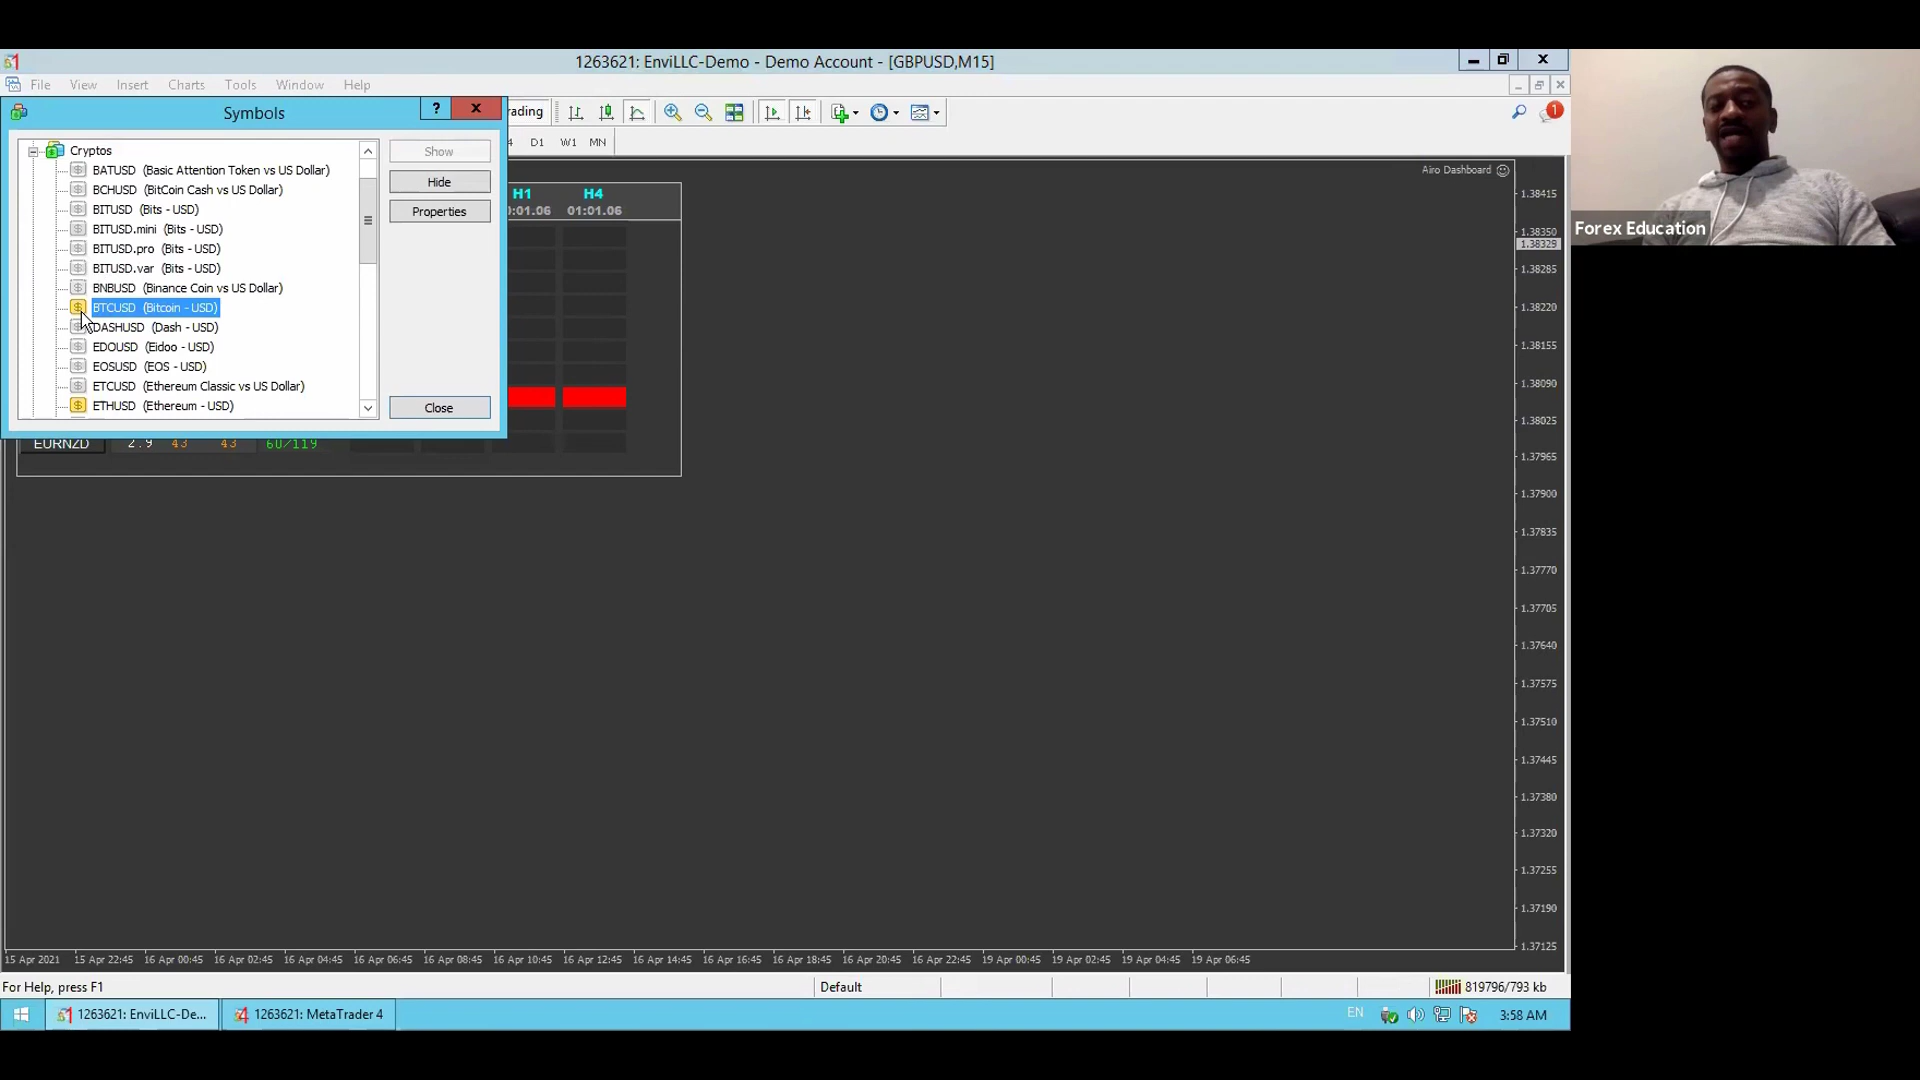 1263621: EnviLLC-Demo - Demo Account - [GBPUSD,M15]
File View Insert Charts Tools Window Help
Symbols
?
rading
1
D1 W1 MN
Cryptos
BATUSD (Basic Attention Token vs US Dollar)
BCHUSD (BitCoin Cash vs US Dollar)
BITUSD (Bits - USD)
BITUSD.mini (Bits - USD)
BITUSD.pro (Bits - USD)
BITUSD.var (Bits - USD)
BNBUSD (Binance Coin vs US Dollar)
BTCUSD (Bitcoin - USD)
DASHUSD (Dash - USD)
EDOUSD (Eidoo - USD)
EOSUSD (EOS - USD)
ETCUSD (Ethereum Classic vs US Dollar)
ETHUSD (Ethereum - USD)
Show
Hide
Properties
Close
H1 H4
0:01.06 01:01.06
EURNZD 2.9 43 43 60/119
Airo Dashboard
1.38415
1.38350
1.38329
1.38285
1.38220
1.38155
1.38090
1.38025
1.37965
1.37900
1.37835
1.37770
1.37705
1.37640
1.37575
1.37510
1.37445
1.37380
1.37320
1.37255
1.37190
1.37125
Forex Education
15 Apr 2021 15 Apr 22:45 16 Apr 00:45 16 Apr 02:45 16 Apr 04:45 16 Apr 06:45 16 Apr 08:45 16 Apr 10:45 16 Apr 12:45 16 Apr 14:45 16 Apr 16:45 16 Apr 18:45 16 Apr 20:45 16 Apr 22:45 19 Apr 00:45 19 Apr 02:45 19 Apr 04:45 19 Apr 06:45
For Help, press F1 Default 819796/793 kb
1263621: EnviLLC-De... 1263621: MetaTrader 4 EN 3:58 AM